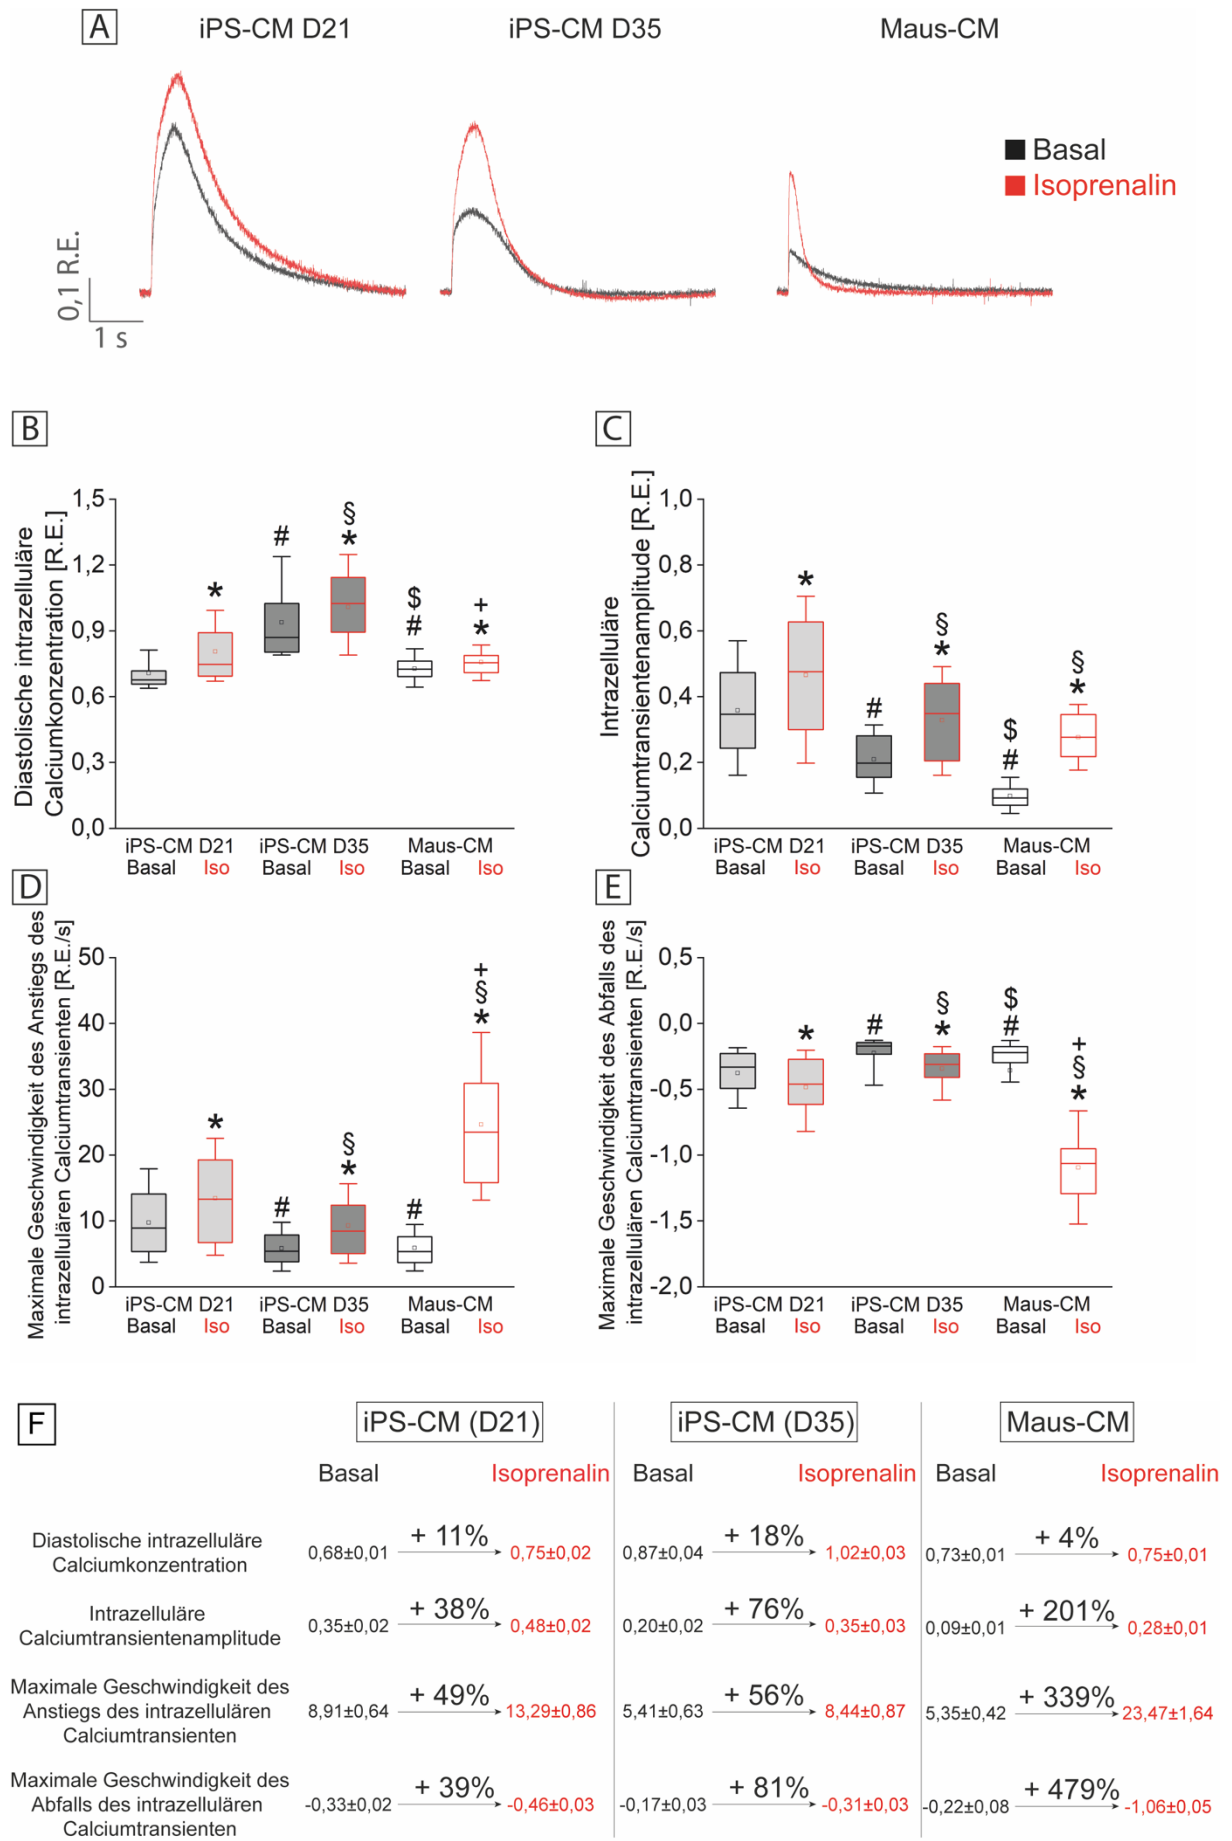 A
iPS-CM D21
iPS-CM D35
Maus-CM
Basal
Isoprenalin
0,1 R.E.
1 s
B
Diastolische intrazelluläre
Calciumkonzentration [R.E.]
1,5
1,2
0,9
0,6
0,3
0,0
*
#
§
*
$
#
+
*
iPS-CM D21
iPS-CM D35
Maus-CM
Basal
Iso
Basal
Iso
Basal
Iso
C
Intrazelluläre
Calciumtransientenamplitude [R.E.]
1,0
0,8
0,6
0,4
0,2
0,0
*
#
§
*
$
#
§
*
iPS-CM D21
iPS-CM D35
Maus-CM
Basal
Iso
Basal
Iso
Basal
Iso
D
Maximale Geschwindigkeit des Anstiegs des
intrazellulären Calciumtransienten [R.E./s]
50
40
30
20
10
0
*
#
§
*
#
+
§
*
iPS-CM D21
iPS-CM D35
Maus-CM
Basal
Iso
Basal
Iso
Basal
Iso
E
Maximale Geschwindigkeit des Abfalls des
intrazellulären Calciumtransienten [R.E./s]
0,5
0,0
-0,5
-1,0
-1,5
-2,0
*
#
§
*
$
#
+
§
*
iPS-CM D21
iPS-CM D35
Maus-CM
Basal
Iso
Basal
Iso
Basal
Iso
F
iPS-CM (D21)
iPS-CM (D35)
Maus-CM
Basal
Isoprenalin
Basal
Isoprenalin
Basal
Isoprenalin
Diastolische intrazelluläre
Calciumkonzentration
0,68±0,01
+ 11%
0,75±0,02
0,87±0,04
+ 18%
1,02±0,03
0,73±0,01
+ 4%
0,75±0,01
Intrazelluläre
Calciumtransientenamplitude
0,35±0,02
+ 38%
0,48±0,02
0,20±0,02
+ 76%
0,35±0,03
0,09±0,01
+ 201%
0,28±0,01
Maximale Geschwindigkeit des
Anstiegs des intrazellulären
Calciumtransienten
8,91±0,64
+ 49%
13,29±0,86
5,41±0,63
+ 56%
8,44±0,87
5,35±0,42
+ 339%
23,47±1,64
Maximale Geschwindigkeit des
Abfalls des intrazellulären
Calciumtransienten
-0,33±0,02
+ 39%
-0,46±0,03
-0,17±0,03
+ 81%
-0,31±0,03
-0,22±0,08
+ 479%
-1,06±0,05